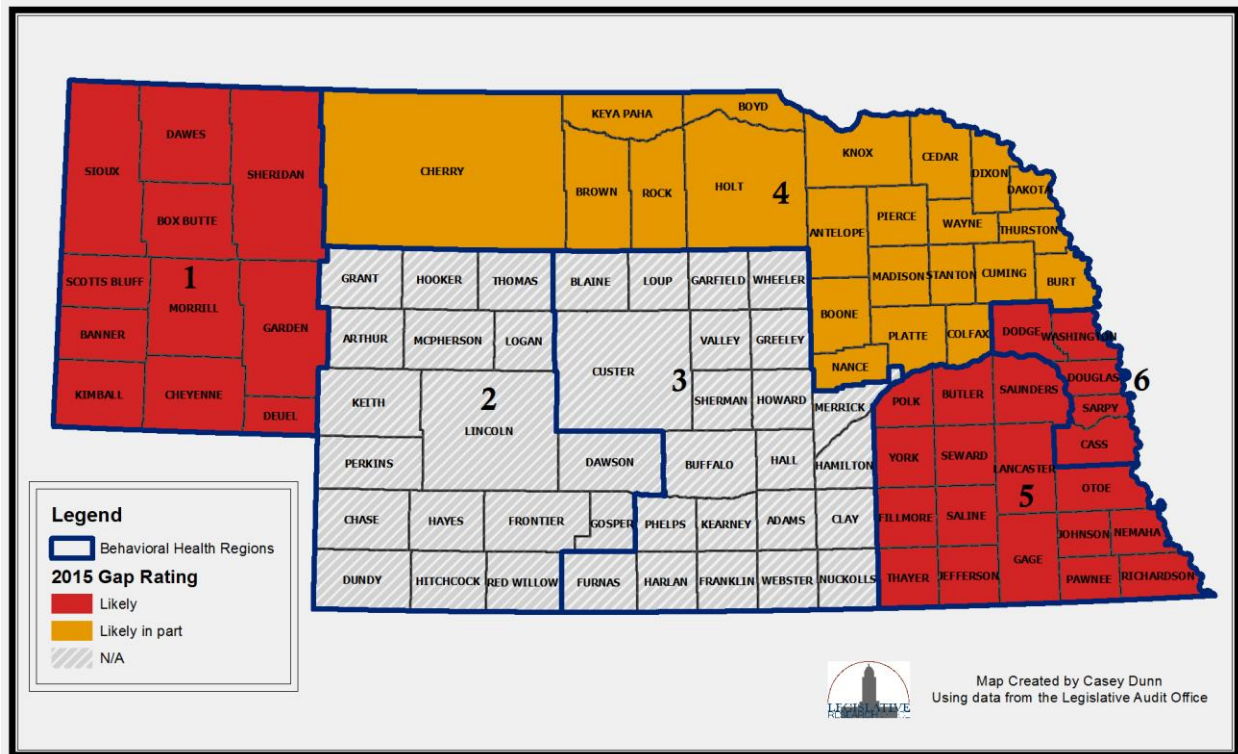 KEYA PAHA
BOYD
DAWES
SIOUX
SHERIDAN
CHERRY
KNOX
CEDAR
DIXON
DAKOTA
BROWN
ROCK
HOLT
4
BOX BUTTE
ANTELOPE
PIERCE
WAYNE
THURSTON
SCOTTS BLUFF
1
MORRILL
GRANT
HOOKER
THOMAS
BLAINE
LOUP
GARFIELD
WHEELER
MADISON
STANTON
CUMING
BURT
BANNER
GARDEN
ARTHUR
MCPHERSON
LOGAN
VALLEY
GREELEY
BOONE
PLATTE
COLFAX
DODGE
WASHINGTON
CUSTER
3
NANCE
KIMBALL
CHEYENNE
DEUEL
KEITH
2
LINCOLN
SHERMAN
HOWARD
MERRICK
POLK
BUTLER
SAUNDERS
DOUGLAS
6
SARPY
PERKINS
DAWSON
BUFFALO
HALL
HAMILTON
YORK
SEWARD
LANCASTER
CASS
5
OTOE
CHASE
HAYES
FRONTIER
GOSPER
PHELPS
KEARNEY
ADAMS
CLAY
FILLMORE
SALINE
GAGE
JOHNSON
NEMAHA
DUNDY
HITCHCOCK
RED WILLOW
FURNAS
HARLAN
FRANKLIN
WEBSTER
NUCKOLLS
THAYER
JEFFERSON
PAWNEE
RICHARDSON
Legend
Behavioral Health Regions
2015 Gap Rating
Likely
Likely in part
N/A
LEGISLATIVE
RESEARCH
Map Created by Casey Dunn
Using data from the Legislative Audit Office